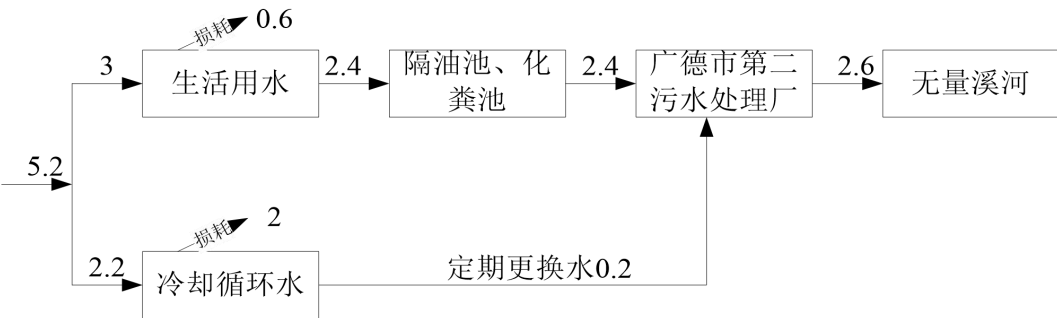 损耗
0.6
3
生活用水
2.4
隔油池、化
粪池
2.4
广德市第二
污水处理厂
2.6
无量溪河
5.2
损耗
2
2.2
冷却循环水
定期更换水0.2